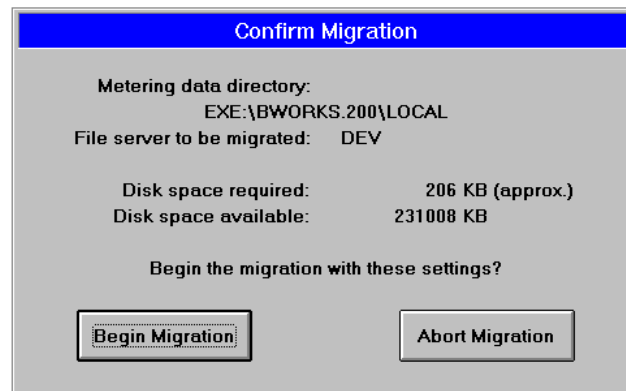 Confirm Migration
Metering data directory:
EXE:\BWORKS.200\LOCAL
File server to be migrated: DEV
Disk space required: 206 KB (approx.)
Disk space available: 231008 KB
Begin the migration with these settings?
Begin Migration Abort Migration